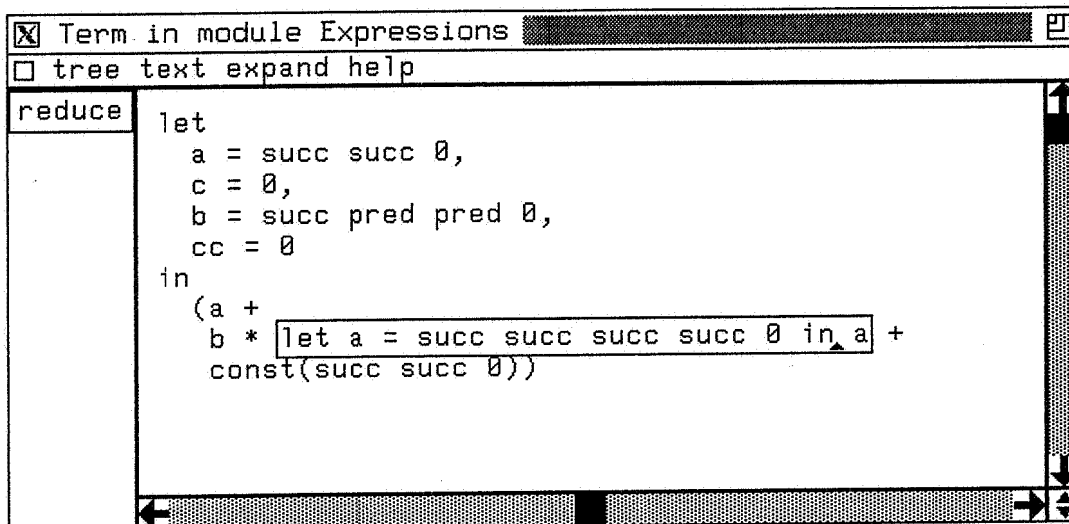 Term in module Expressions
tree text expand help
reduce
let
a = succ succ 0,
c = 0,
b = succ pred pred 0,
cc = 0
in
(a +
b * let a = succ succ succ succ 0 in a +
const(succ succ 0))